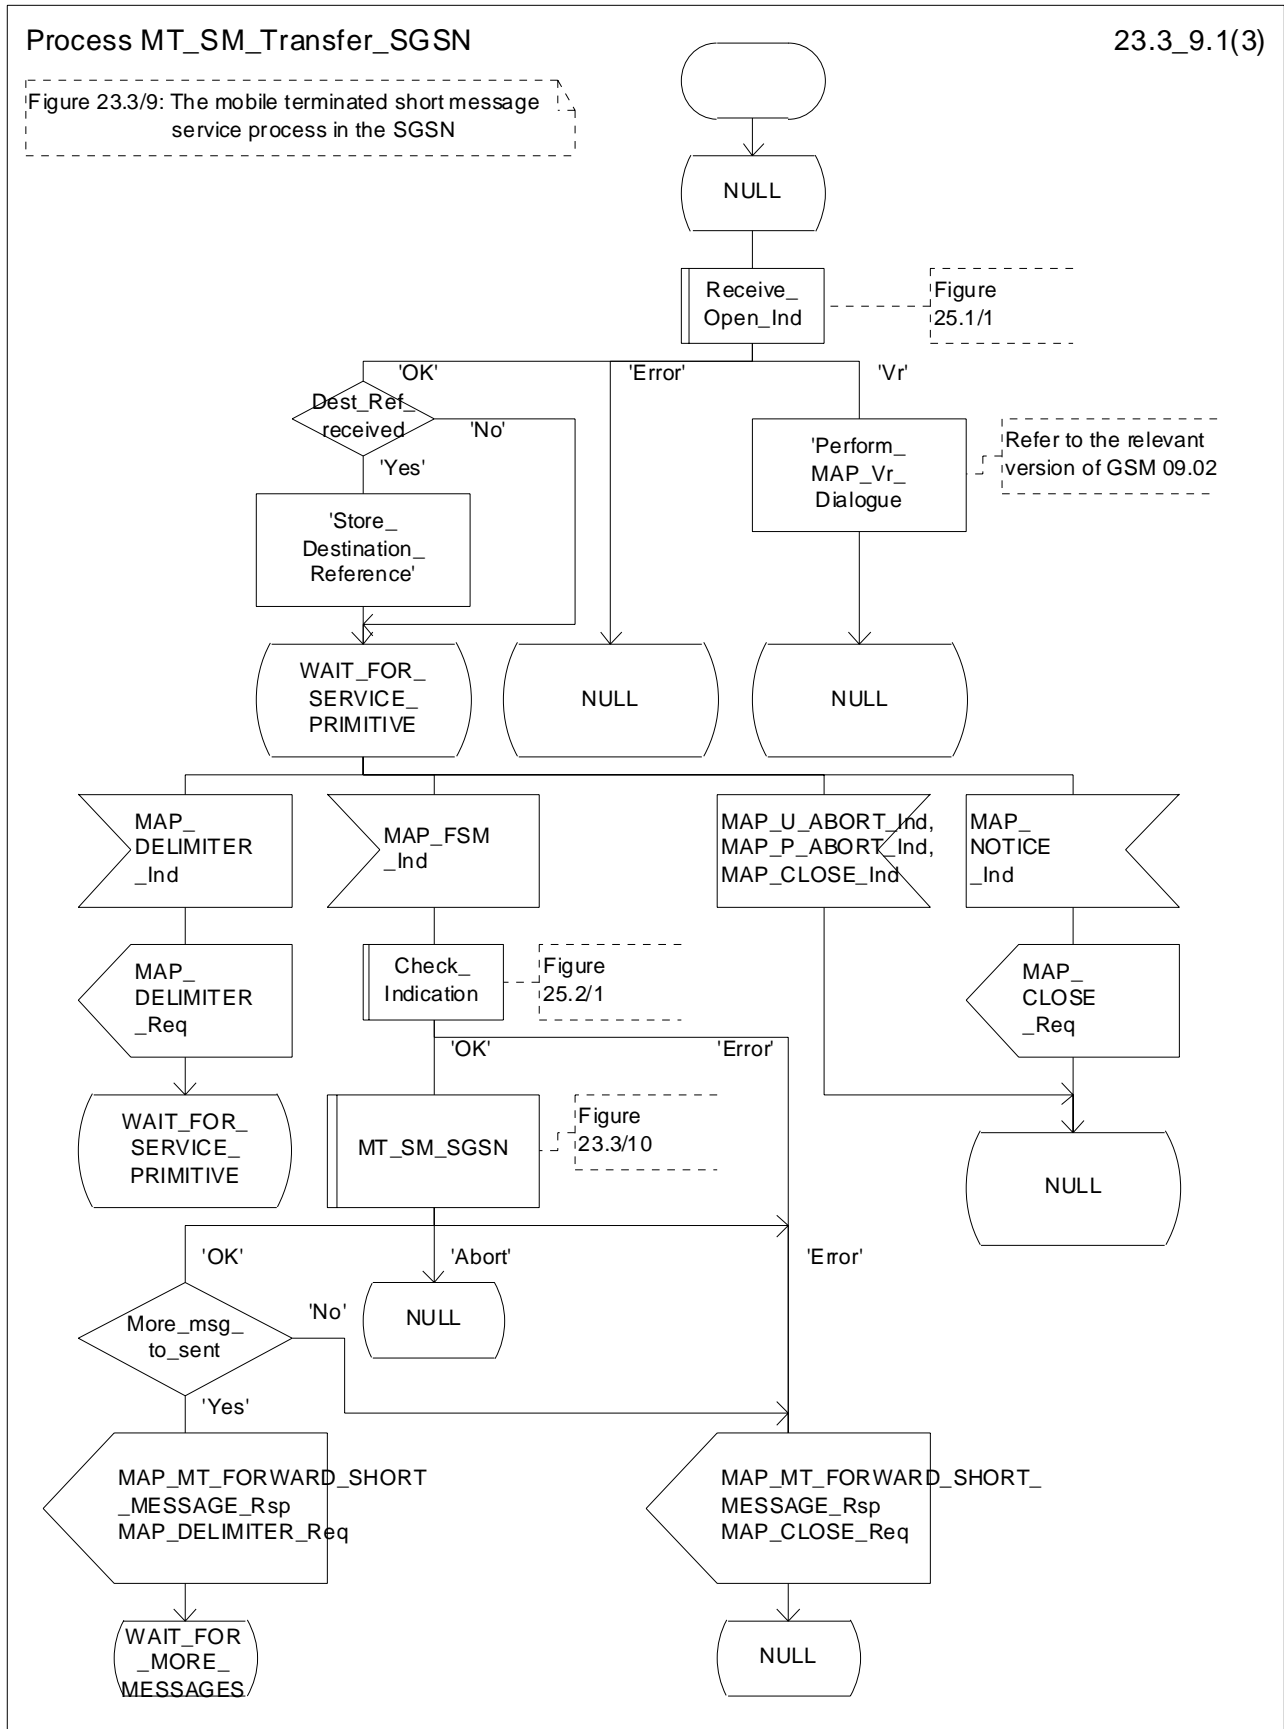 Process MT_SM_Transfer_SGSN
23.3_9.1(3)
Figure 23.3/9: The mobile terminated short message
service process in the SGSN
NULL
Receive_
Open_Ind
Figure
25.1/1
'OK'
'Error'
'Vr'
Dest_Ref_
received
'No'
'Yes'
'Perform_
MAP_Vr_
Dialogue
Refer to the relevant
version of GSM 09.02
'Store_
Destination_
Reference'
WAIT_FOR_
SERVICE_
PRIMITIVE
NULL
NULL
MAP_
DELIMITER
_Ind
MAP_FSM
_Ind
MAP_U_ABORT_Ind,
MAP_P_ABORT_Ind,
MAP_CLOSE_Ind
MAP_
NOTICE
_Ind
MAP_
DELIMITER
_Req
Check_
Indication
Figure
25.2/1
MAP_
CLOSE
_Req
'OK'
'Error'
WAIT_FOR_
SERVICE_
PRIMITIVE
MT_SM_SGSN
Figure
23.3/10
NULL
'OK'
'Abort'
'Error'
More_msg_
to_sent
'No'
NULL
'Yes'
MAP_MT_FORWARD_SHORT
_MESSAGE_Rsp
MAP_DELIMITER_Req
MAP_MT_FORWARD_SHORT_
MESSAGE_Rsp
MAP_CLOSE_Req
WAIT_FOR
_MORE_
MESSAGES
NULL